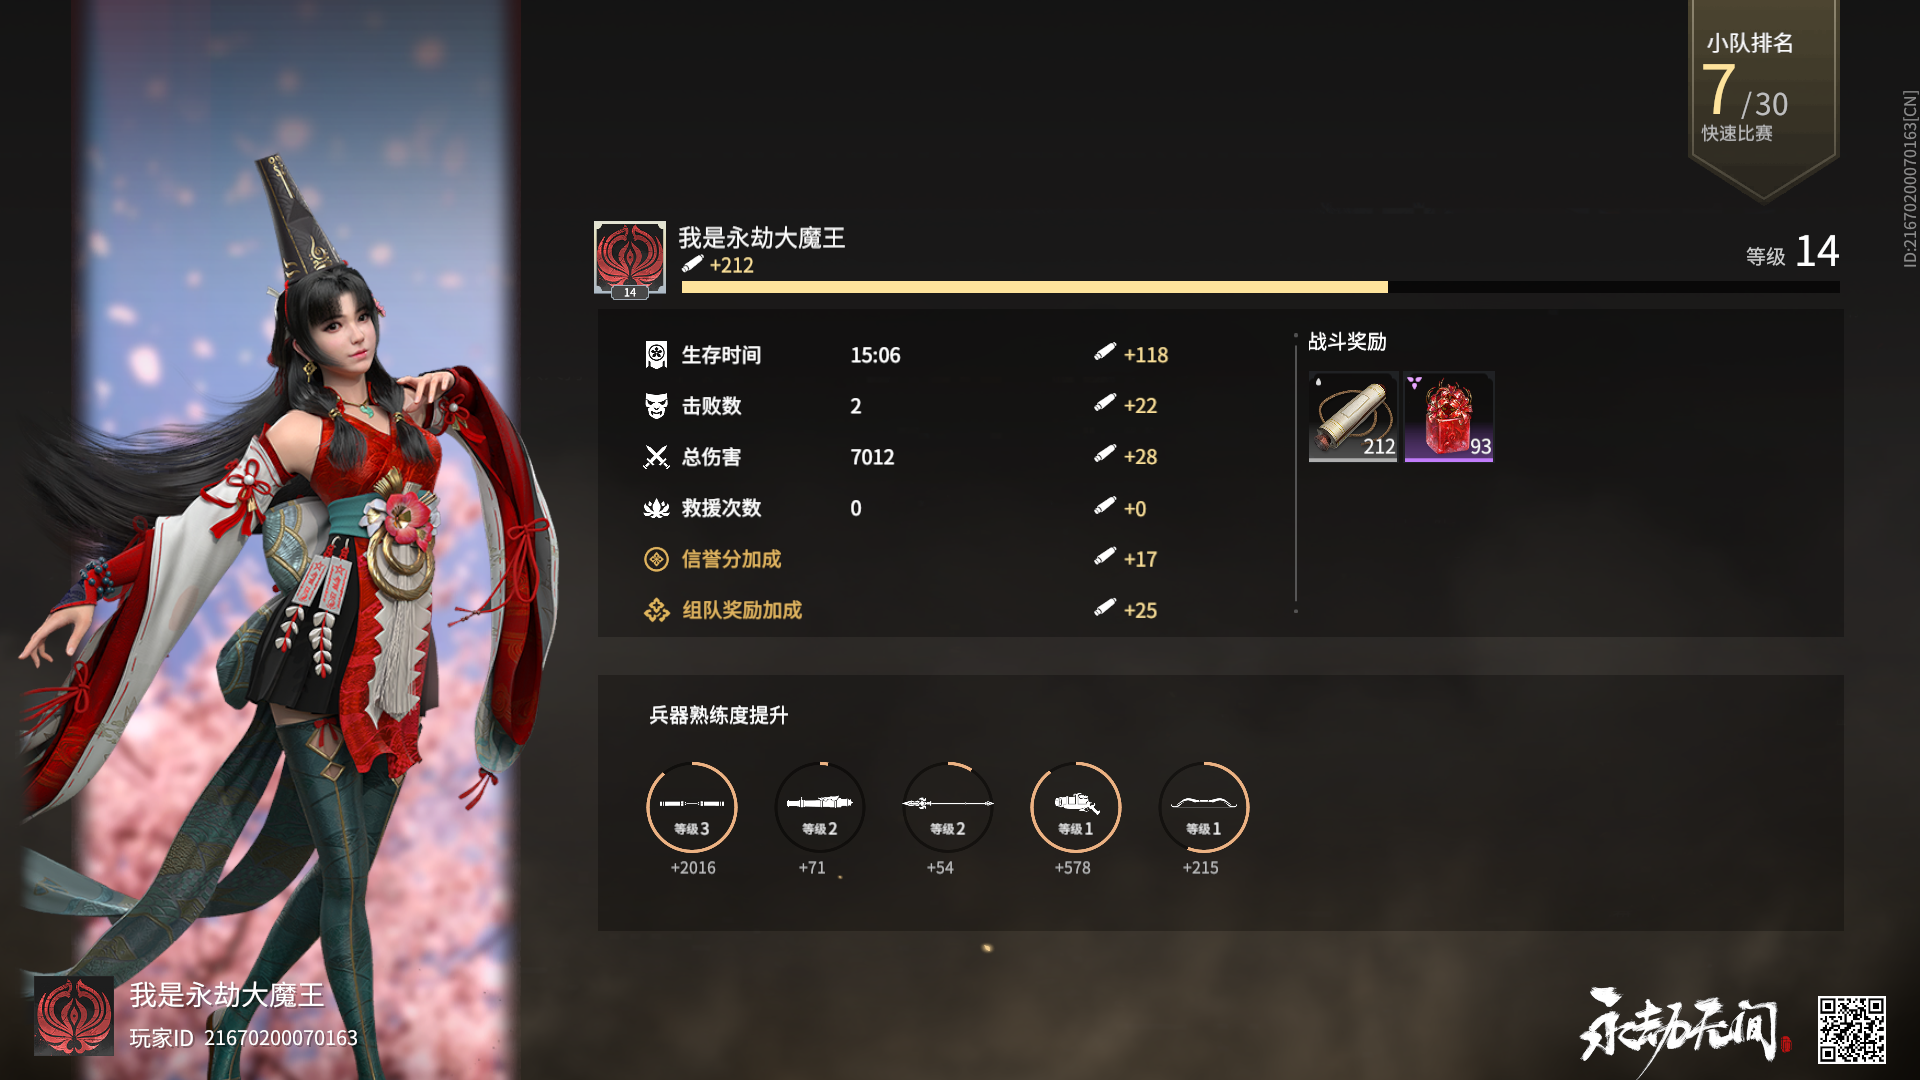 小队排名
7/30
快速比赛
ID:21670200070163[CN]
我是永劫大魔王
+212
14
等级 14
生存时间 15:06 +118
击败数 2 +22
总伤害 7012 +28
救援次数 0 +0
信誉分加成 +17
组队奖励加成 +25
战斗奖励
212 93
兵器熟练度提升
等级3 等级2 等级2 等级1 等级1
+2016 +71 +54 +578 +215
我是永劫大魔王
玩家ID 21670200070163
永劫无间